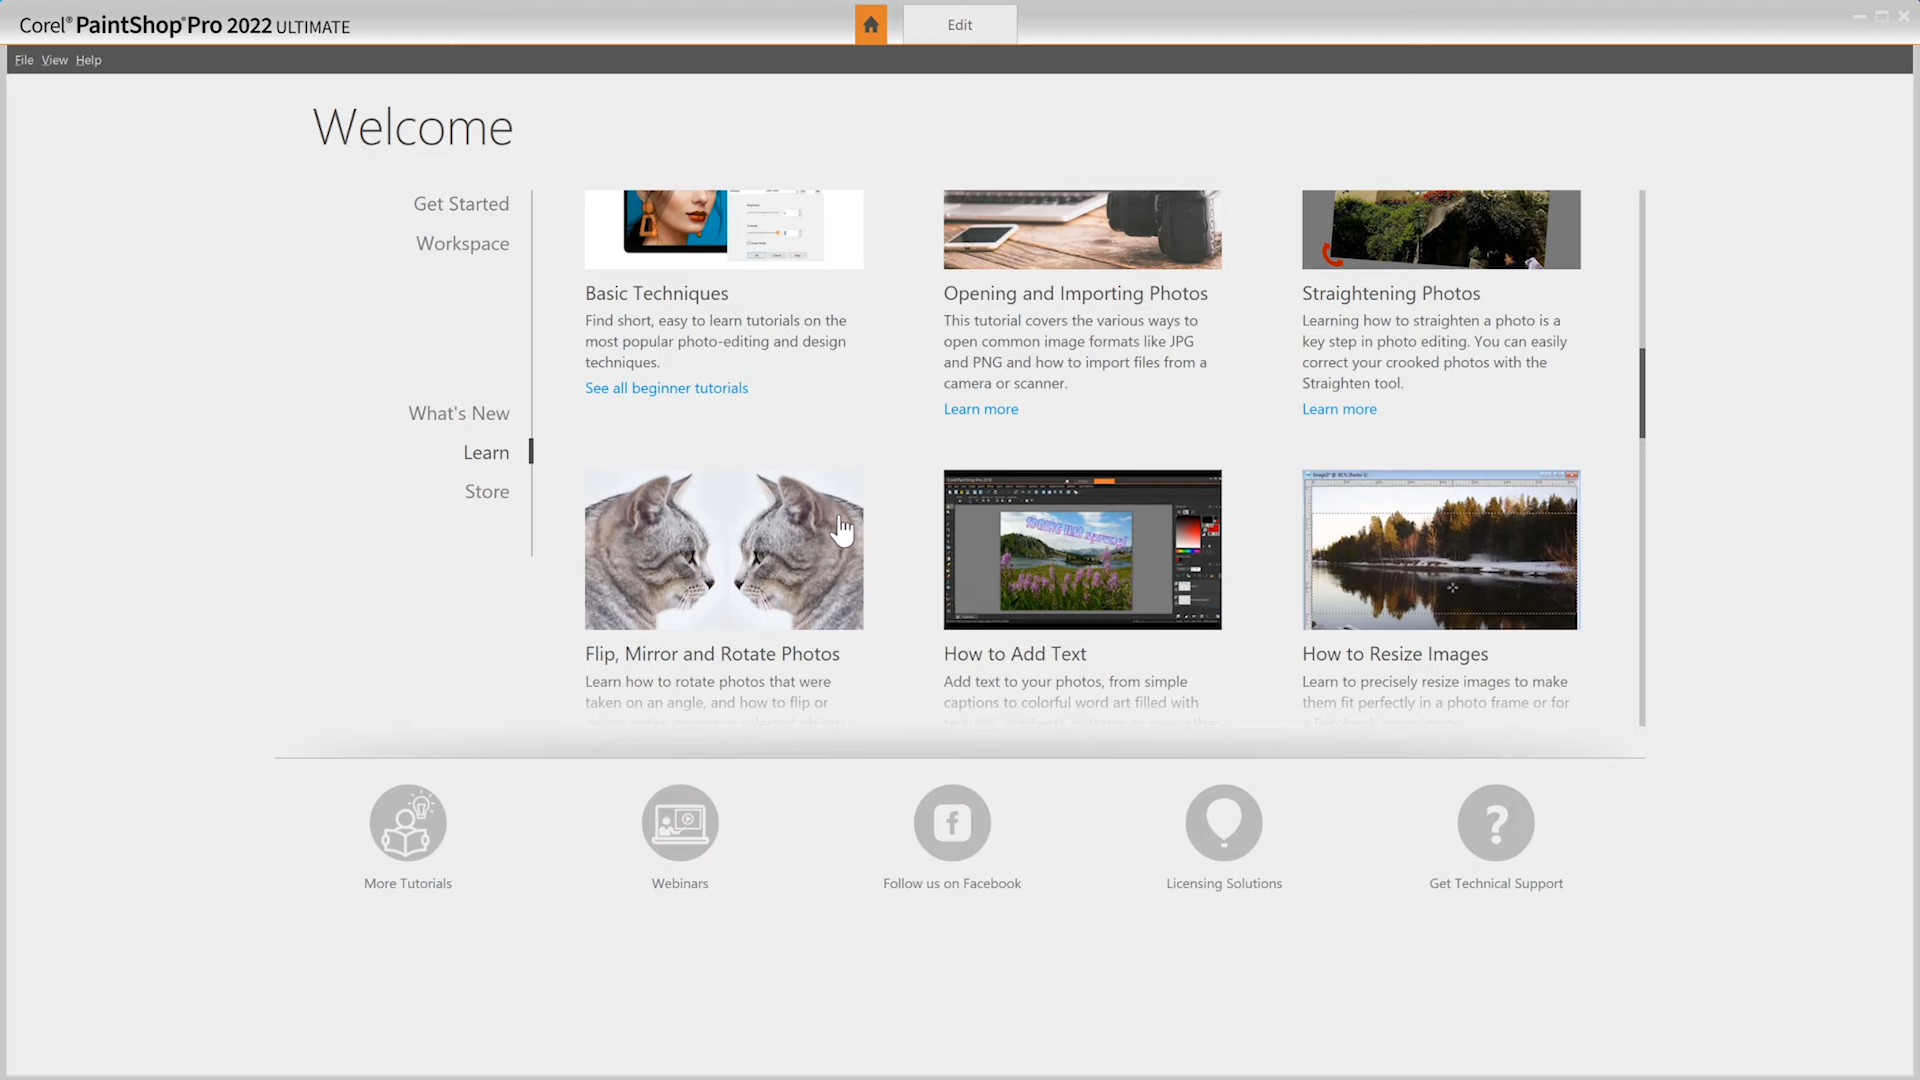 Corel® PaintShop® Pro 2022 ULTIMATE
Edit
File View Help
Welcome
Get Started
Workspace
What's New
Learn
Store
Basic Techniques
Find short, easy to learn tutorials on the
most popular photo-editing and design
techniques.
See all beginner tutorials
Opening and Importing Photos
This tutorial covers the various ways to
open common image formats like JPG
and PNG and how to import files from a
camera or scanner.
Learn more
Straightening Photos
Learning how to straighten a photo is a
key step in photo editing. You can easily
correct your crooked photos with the
Straighten tool.
Learn more
Flip, Mirror and Rotate Photos
Learn how to rotate photos that were
taken on an angle, and how to flip or
How to Add Text
Add text to your photos, from simple
captions to colorful word art filled with
How to Resize Images
Learn to precisely resize images to make
them fit perfectly in a photo frame or for
More Tutorials
Webinars
Follow us on Facebook
Licensing Solutions
Get Technical Support